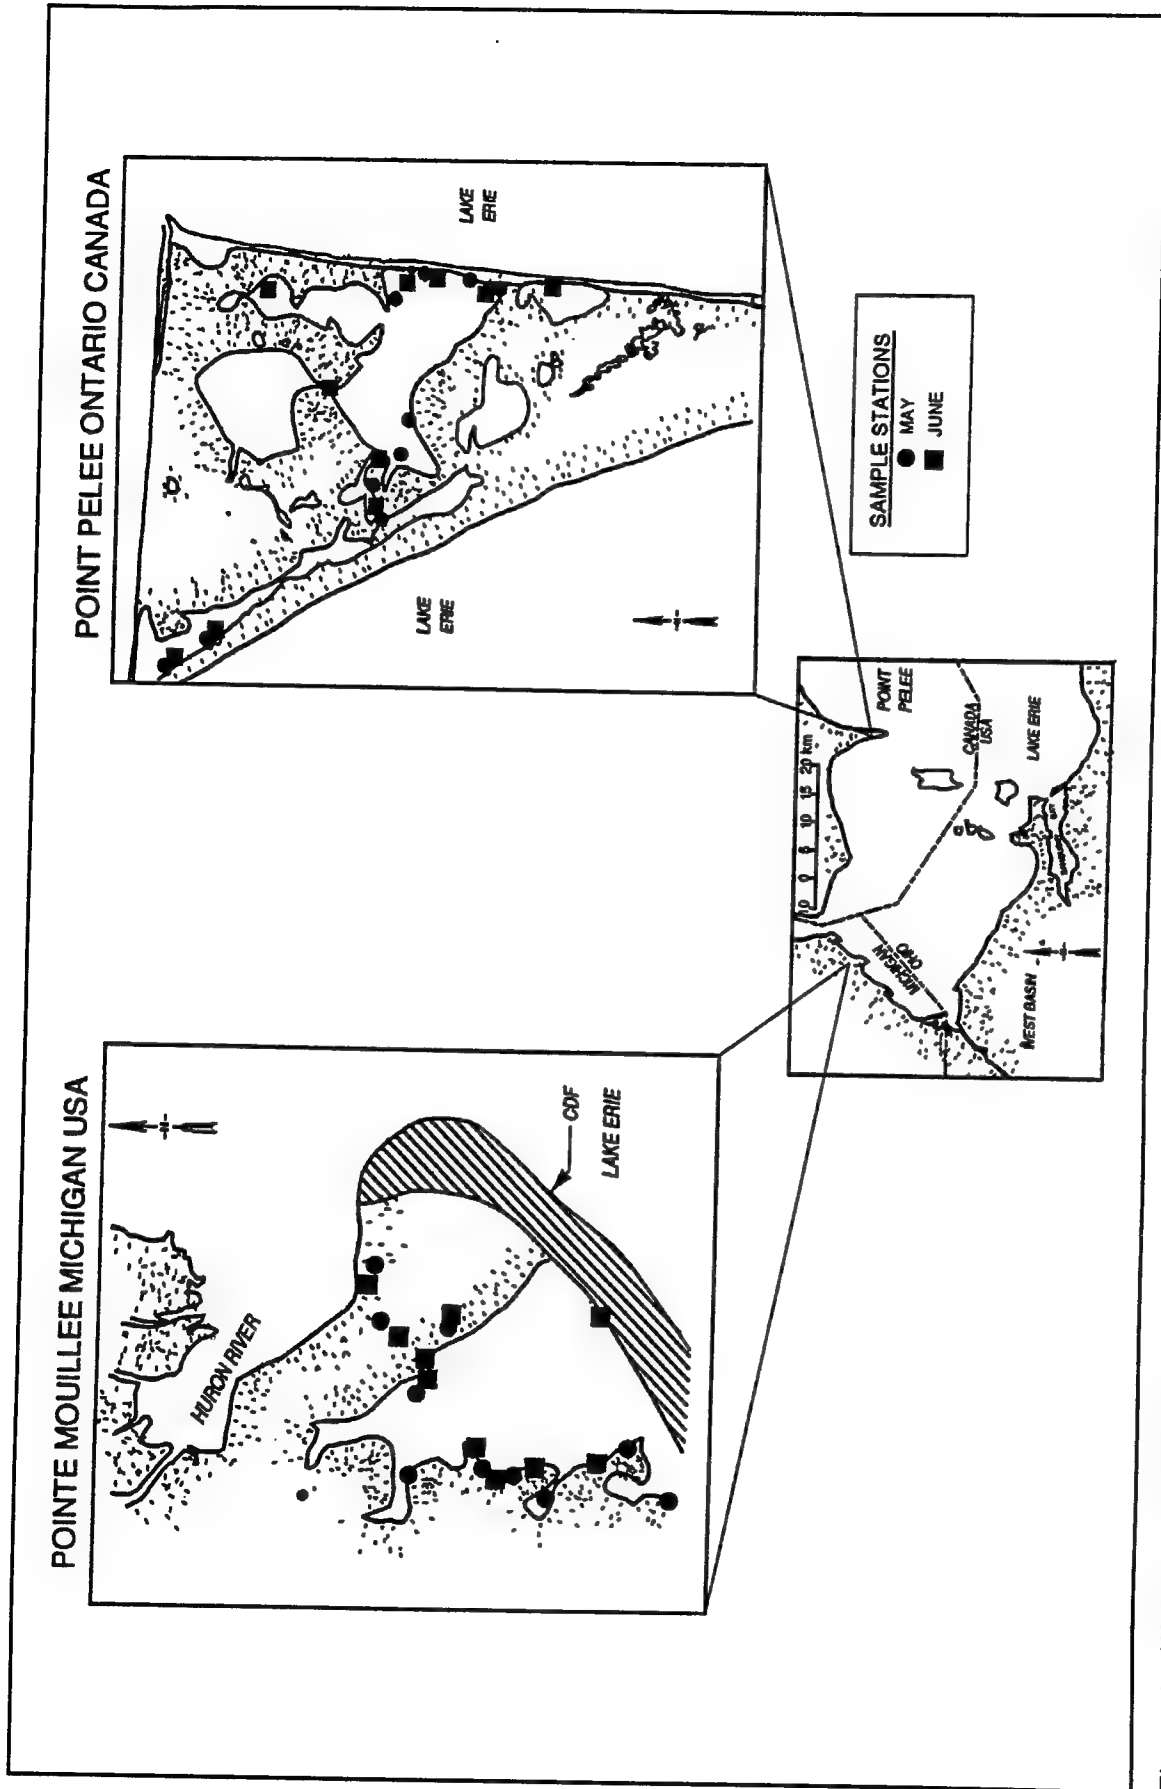 POINTE MOUILLEE MICHIGAN USA
N
HURON RIVER
CDF
LAKE ERIE
POINT PELEE ONTARIO CANADA
LAKE
ERIE
LAKE
ERIE
N
SAMPLE STATIONS
MAY
JUNE
10 0 5 10 15 20 km
POINT
PELEE
CANADA
USA
LAKE ERIE
MICHIGAN
OHIO
WEST BASIN
N